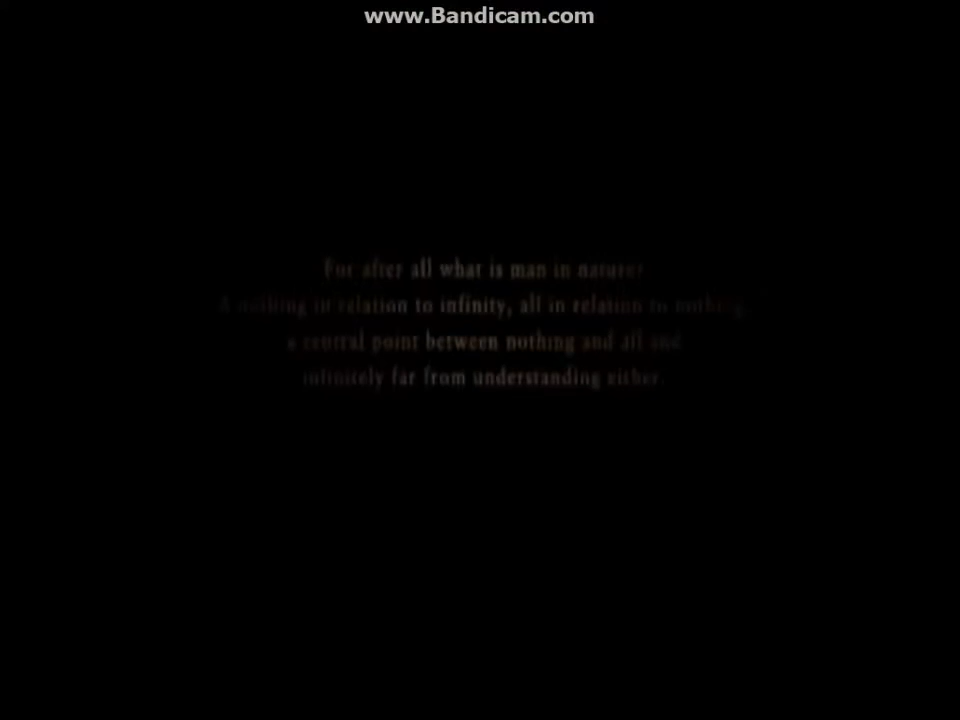 www.Bandicam.com
For after all what is man in nature?
A nothing in relation to infinity, all in relation to nothing,
a central point between nothing and all and
infinitely far from understanding either.